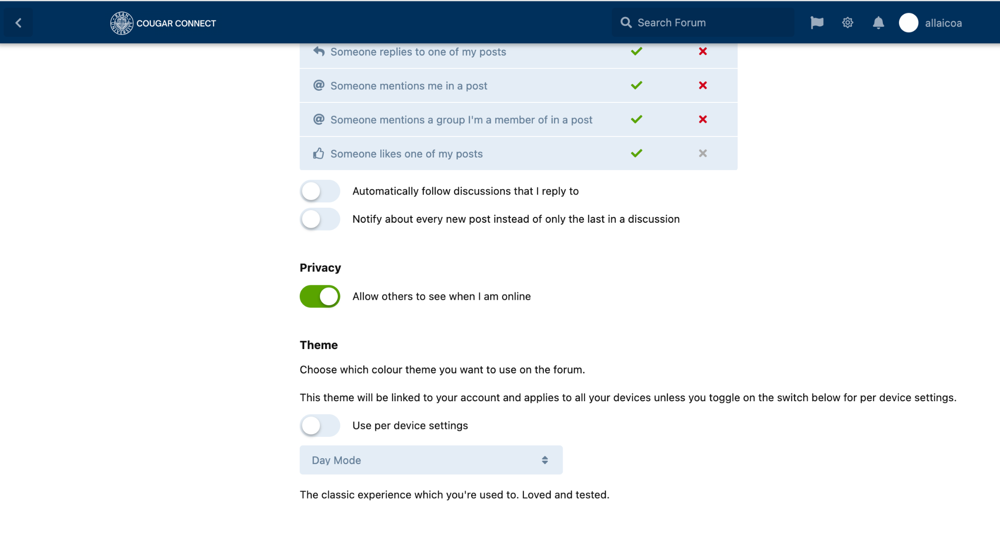 KEAN UNIVERSITY
COUGAR CONNECT
Search Forum
allaicoa
Someone replies to one of my posts
@ Someone mentions me in a post
@ Someone mentions a group I'm a member of in a post
Someone likes one of my posts
Automatically follow discussions that I reply to
Notify about every new post instead of only the last in a discussion
Privacy
Allow others to see when I am online
Theme
Choose which colour theme you want to use on the forum.
This theme will be linked to your account and applies to all your devices unless you toggle on the switch below for per device settings.
Use per device settings
Day Mode
The classic experience which you're used to. Loved and tested.